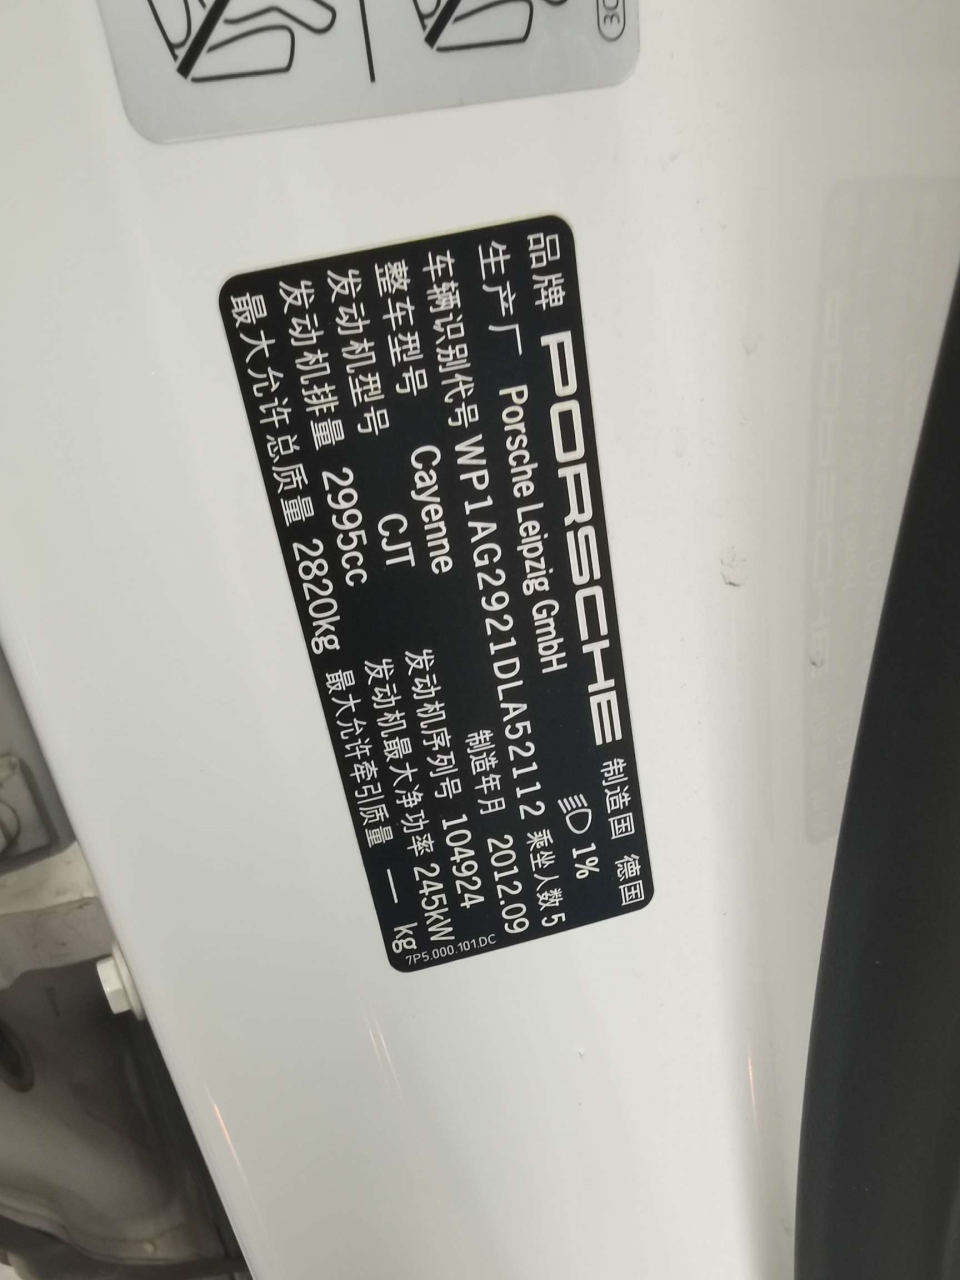 品牌 PORSCHE 制造国 德国
生产厂 Porsche Leipzig GmbH 1%
车辆识别代号 WP1AG2921DLA52112 乘坐人数 5
整车型号 Cayenne 制造年月 2012.09
发动机型号 CJT 发动机序列号 104924
发动机排量 2995cc 发动机最大净功率 245kW
最大允许总质量 2820kg 最大允许牵引质量 — kg
7P5.000.101.DC